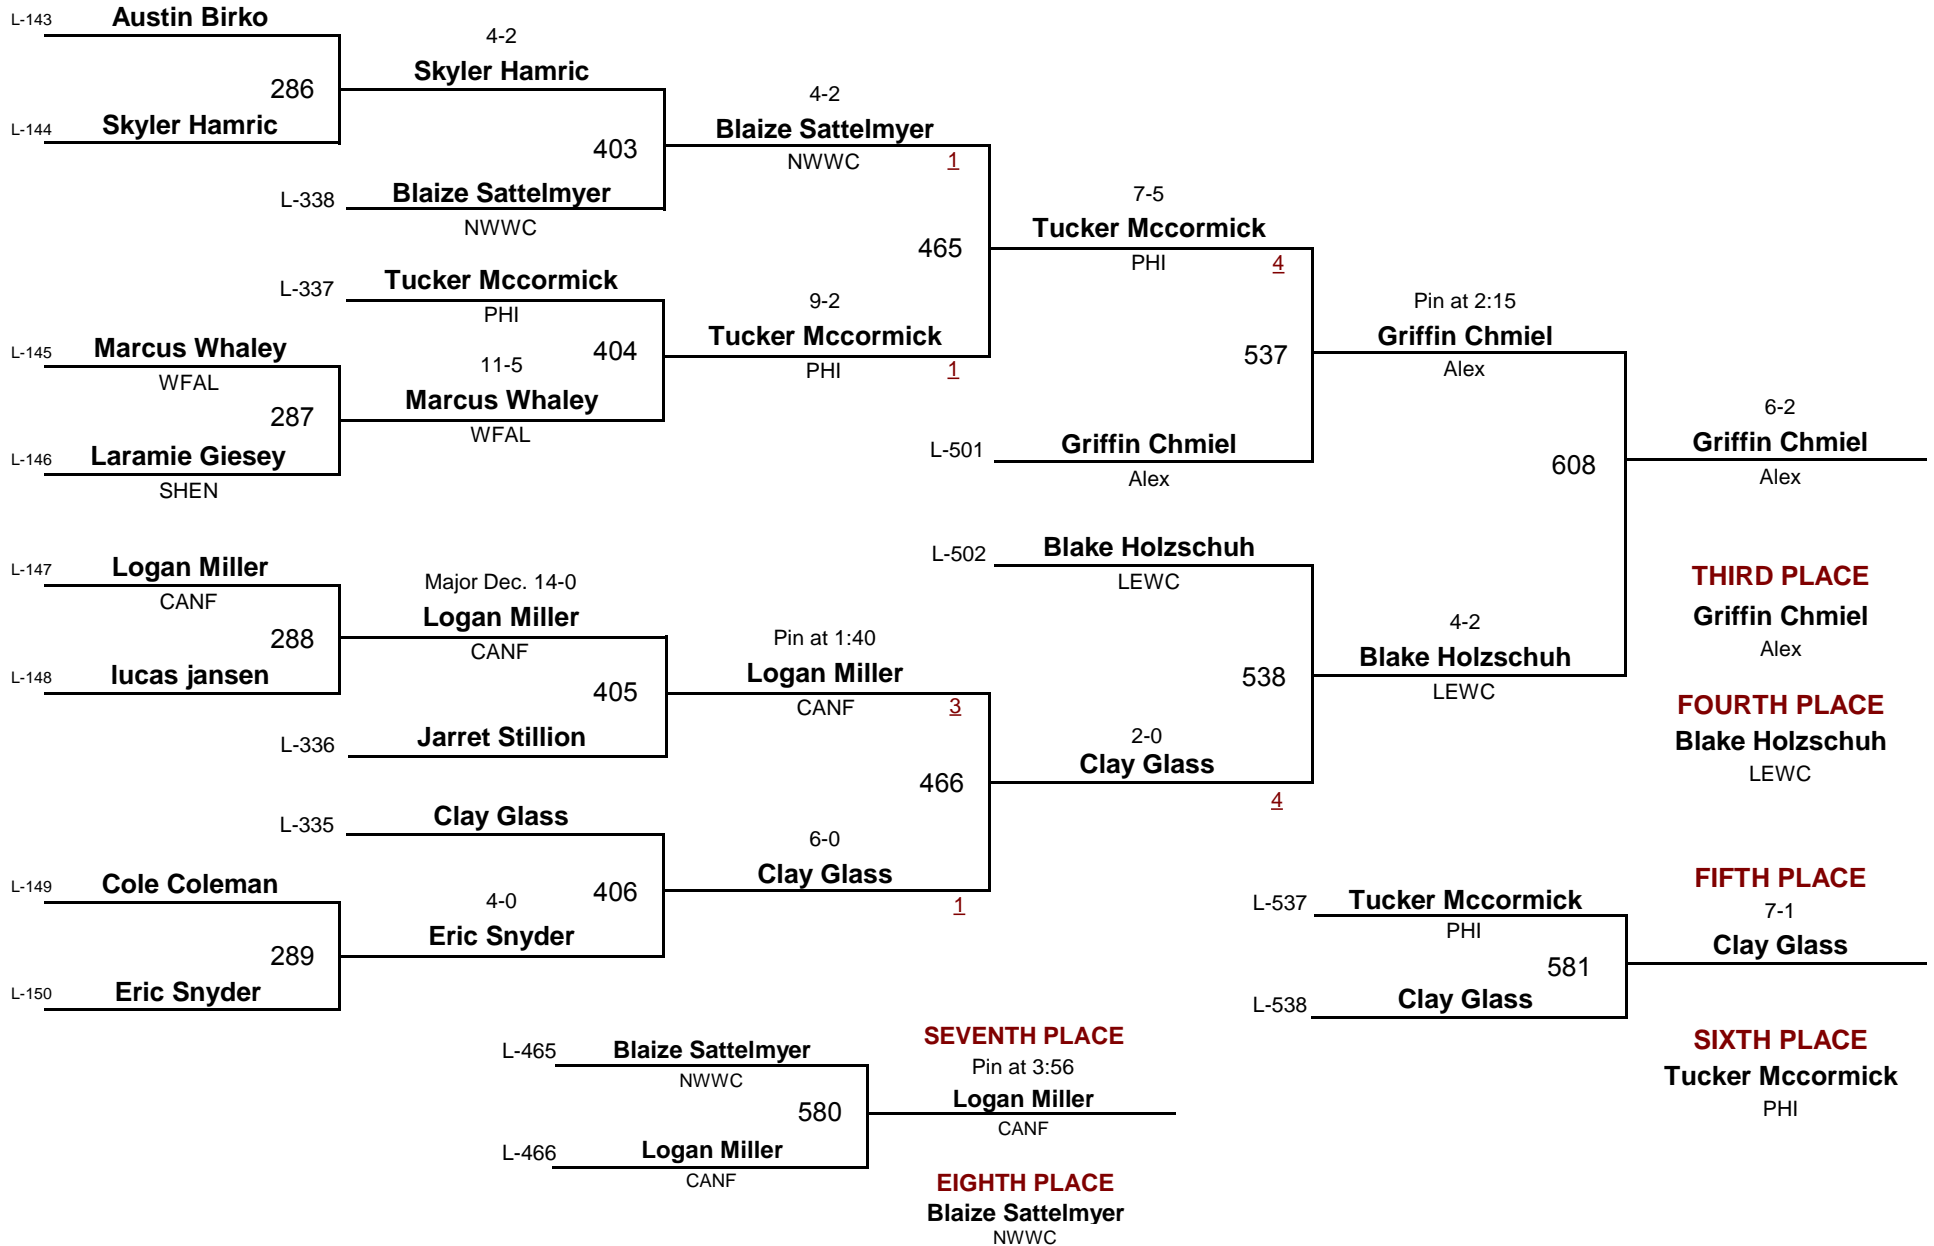 L-143 Austin Birko
4-2
Skyler Hamric
286
4-2
L-144 Skyler Hamric
Blaize Sattelmyer
403
NWWC 1
L-338 Blaize Sattelmyer
NWWC
7-5
Tucker Mccormick
465
PHI 4
L-337 Tucker Mccormick
PHI
9-2
Pin at 2:15
Tucker Mccormick
Griffin Chmiel
L-145 Marcus Whaley
404
537
WFAL
11-5
PHI 1
Alex
Marcus Whaley
287
WFAL
6-2
L-146 Laramie Giesey
L-501 Griffin Chmiel
Griffin Chmiel
608
SHEN
Alex
Alex
L-502 Blake Holzschuh
L-147 Logan Miller
LEWC
THIRD PLACE
CANF
Major Dec. 14-0
Griffin Chmiel
Logan Miller
4-2
288
Pin at 1:40
Alex
CANF
Blake Holzschuh
L-148 lucas jansen
Logan Miller
538
405
LEWC
CANF 3
FOURTH PLACE
L-336 Jarret Stillion
2-0
Blake Holzschuh
Clay Glass
LEWC
466
4
L-335 Clay Glass
6-0
Clay Glass
L-149 Cole Coleman
406
FIFTH PLACE
4-0
1
L-537 Tucker Mccormick
7-1
Eric Snyder
PHI
Clay Glass
289
581
L-150 Eric Snyder
L-538 Clay Glass
L-465 Blaize Sattelmyer
SEVENTH PLACE
SIXTH PLACE
NWWC
Pin at 3:56
Tucker Mccormick
580
Logan Miller
PHI
CANF
L-466 Logan Miller
CANF
EIGHTH PLACE
Blaize Sattelmyer
NWWC